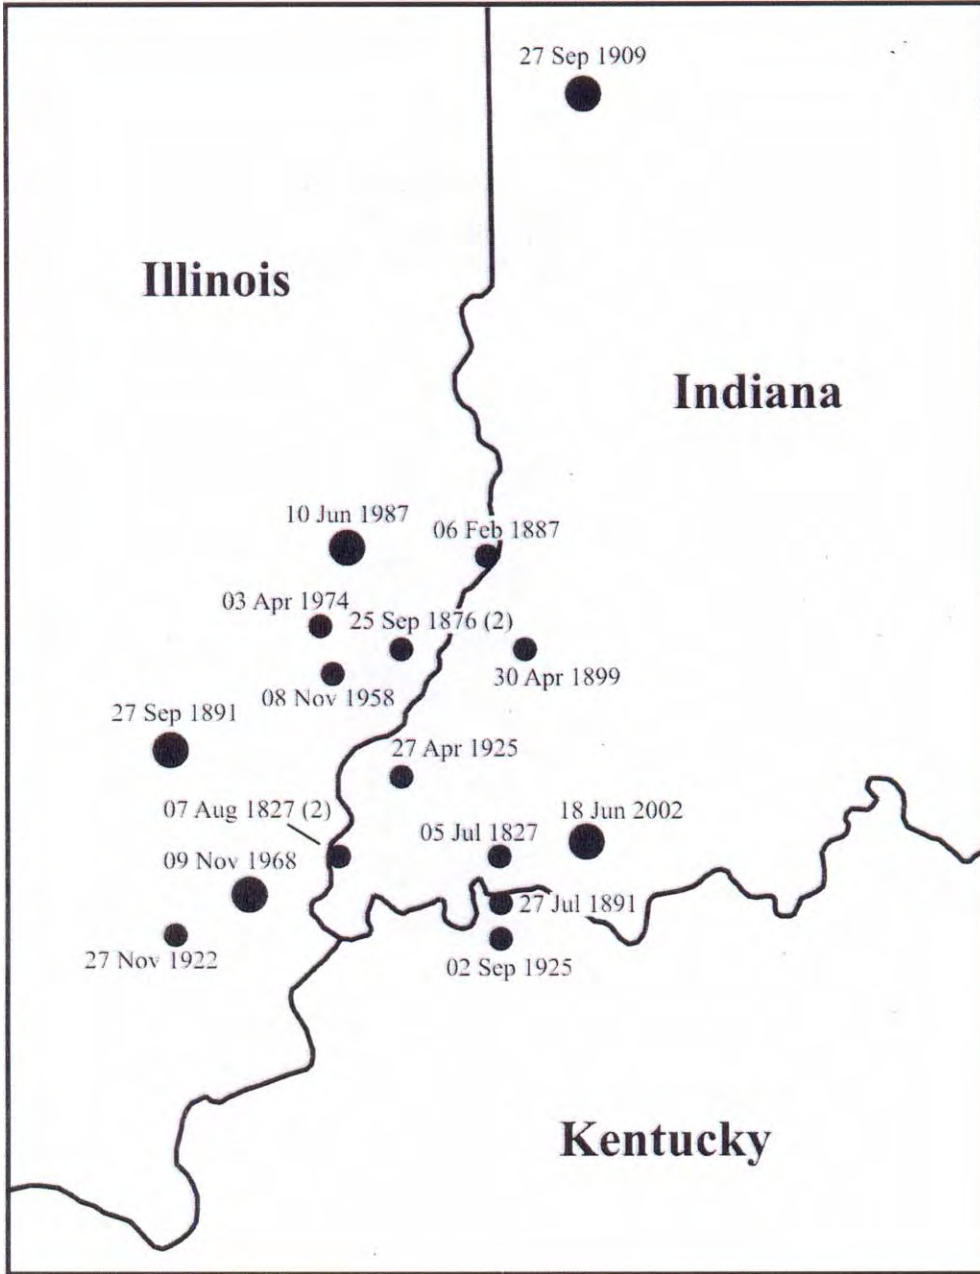 27 Sep 1909
Illinois
Indiana
10 Jun 1987
06 Feb 1887
03 Apr 1974
25 Sep 1876 (2)
30 Apr 1899
08 Nov 1958
27 Sep 1891
27 Apr 1925
07 Aug 1827 (2)
18 Jun 2002
05 Jul 1827
09 Nov 1968
27 Jul 1891
27 Nov 1922
02 Sep 1925
Kentucky